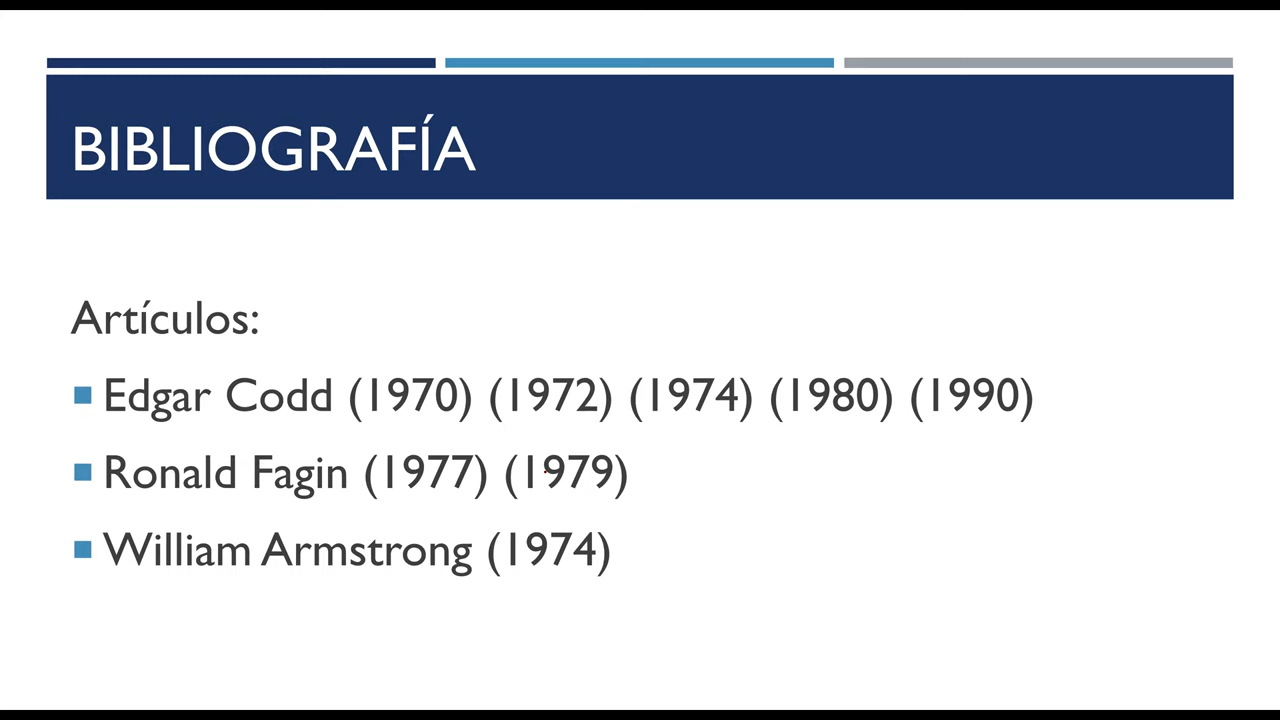 BIBLIOGRAFÍA
Artículos:
Edgar Codd (1970) (1972) (1974) (1980) (1990)
Ronald Fagin (1977) (1979)
William Armstrong (1974)